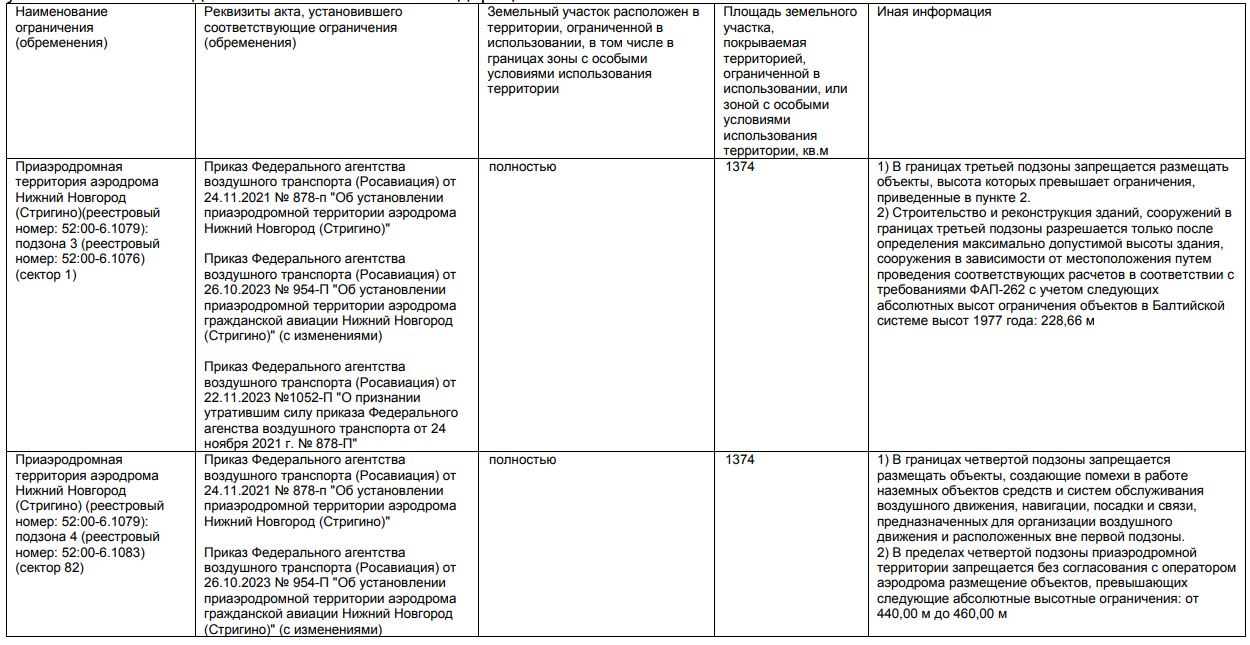 Наименование
ограничения
(обременения)
Реквизиты акта, установившего
соответствующие ограничения
(обременения)
Земельный участок расположен в
территории, ограниченной в
использовании, в том числе в
границах зоны с особыми
условиями использования
территории
Площадь земельного
участка,
покрываемая
территорией,
ограниченной в
использовании, или
зоной с особыми
условиями
использования
территории, кв.м
Иная информация
Приаэродромная
территория аэродрома
Нижний Новгород
(Стригино)(реестровый
номер: 52:00-6.1079):
подзона 3 (реестровый
номер: 52:00-6.1076)
(сектор 1)
Приказ Федерального агентства
воздушного транспорта (Росавиация) от
24.11.2021 № 878-п "Об установлении
приаэродромной территории аэродрома
Нижний Новгород (Стригино)"
Приказ Федерального агентства
воздушного транспорта (Росавиация) от
26.10.2023 № 954-П "Об установлении
приаэродромной территории аэродрома
гражданской авиации Нижний Новгород
(Стригино)" (с изменениями)
Приказ Федерального агентства
воздушного транспорта (Росавиация) от
22.11.2023 №1052-П "О признании
утратившим силу приказа Федерального
агенства воздушного транспорта от 24
ноября 2021 г. № 878-П"
полностью
1374
1) В границах третьей подзоны запрещается размещать
объекты, высота которых превышает ограничения,
приведенные в пункте 2.
2) Строительство и реконструкция зданий, сооружений в
границах третьей подзоны разрешается только после
определения максимально допустимой высоты здания,
сооружения в зависимости от местоположения путем
проведения соответствующих расчетов в соответствии с
требованиями ФАП-262 с учетом следующих
абсолютных высот ограничения объектов в Балтийской
системе высот 1977 года: 228,66 м
Приаэродромная
территория аэродрома
Нижний Новгород
(Стригино) (реестровый
номер: 52:00-6.1079):
подзона 4 (реестровый
номер: 52:00-6.1083)
(сектор 82)
Приказ Федерального агентства
воздушного транспорта (Росавиация) от
24.11.2021 № 878-п "Об установлении
приаэродромной территории аэродрома
Нижний Новгород (Стригино)"
Приказ Федерального агентства
воздушного транспорта (Росавиация) от
26.10.2023 № 954-П "Об установлении
приаэродромной территории аэродрома
гражданской авиации Нижний Новгород
(Стригино)" (с изменениями)
полностью
1374
1) В границах четвертой подзоны запрещается
размещать объекты, создающие помехи в работе
наземных объектов средств и систем обслуживания
воздушного движения, навигации, посадки и связи,
предназначенных для организации воздушного
движения и расположенных вне первой подзоны.
2) В пределах четвертой подзоны приаэродромной
территории запрещается без согласования с оператором
аэродрома размещение объектов, превышающих
следующие абсолютные высотные ограничения: от
440,00 м до 460,00 м